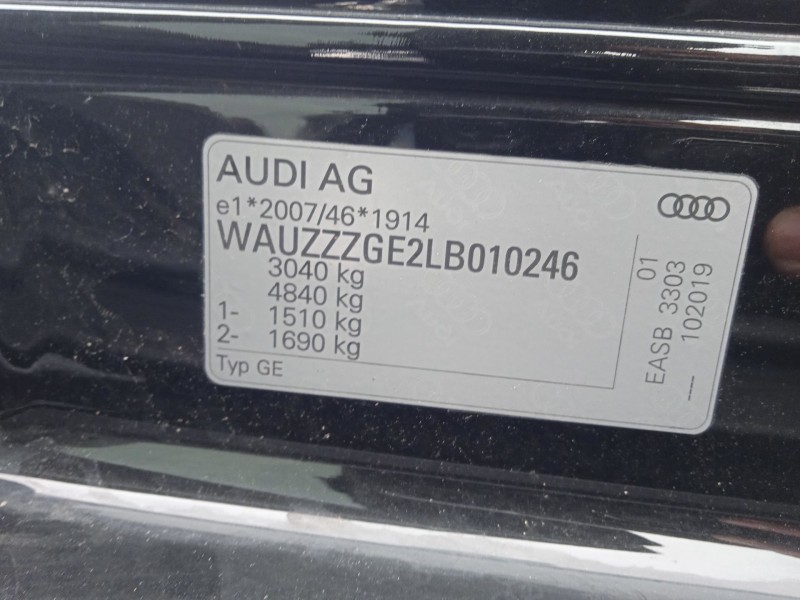 AUDI AG
e1*2007/46*1914
WAUZZZGE2LB010246
3040 kg
4840 kg
1- 1510 kg
2- 1690 kg
Typ GE
01
EASB 3303
--- 102019